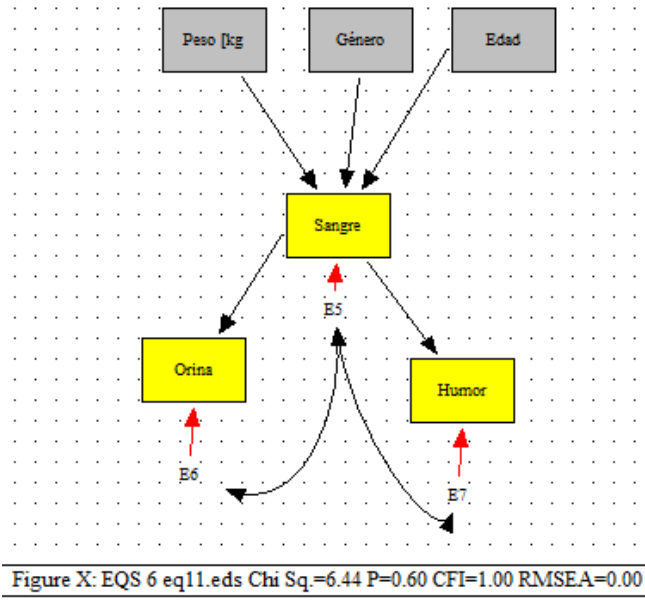 Peso [kg
Género
Edad
Sangre
E5
Orina
Humor
E6
E7
Figure X: EQS 6 eq11.eds Chi Sq.=6.44 P=0.60 CFI=1.00 RMSEA=0.00